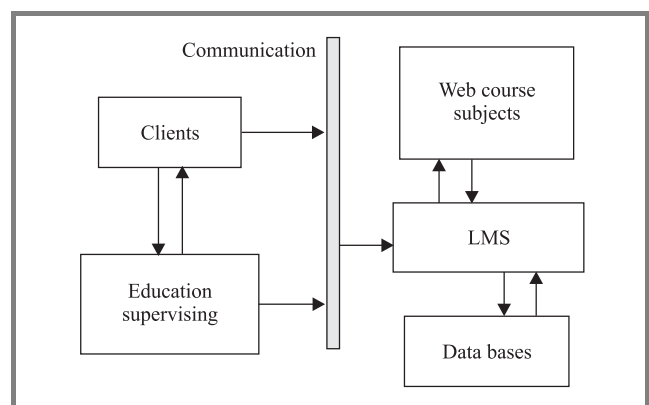 Communication
Web course
subjects
Clients
LMS
Education
supervising
Data bases